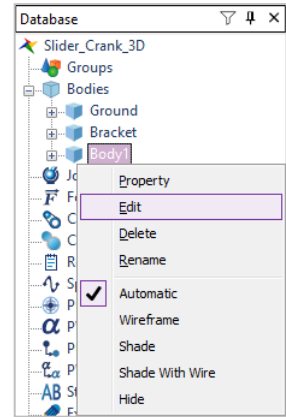 Database
Slider_Crank_3D
Groups
Bodies
Ground
Bracket
Body1
Property
Edit
Delete
Rename
Automatic
Wireframe
Shade
Shade With Wire
Hide